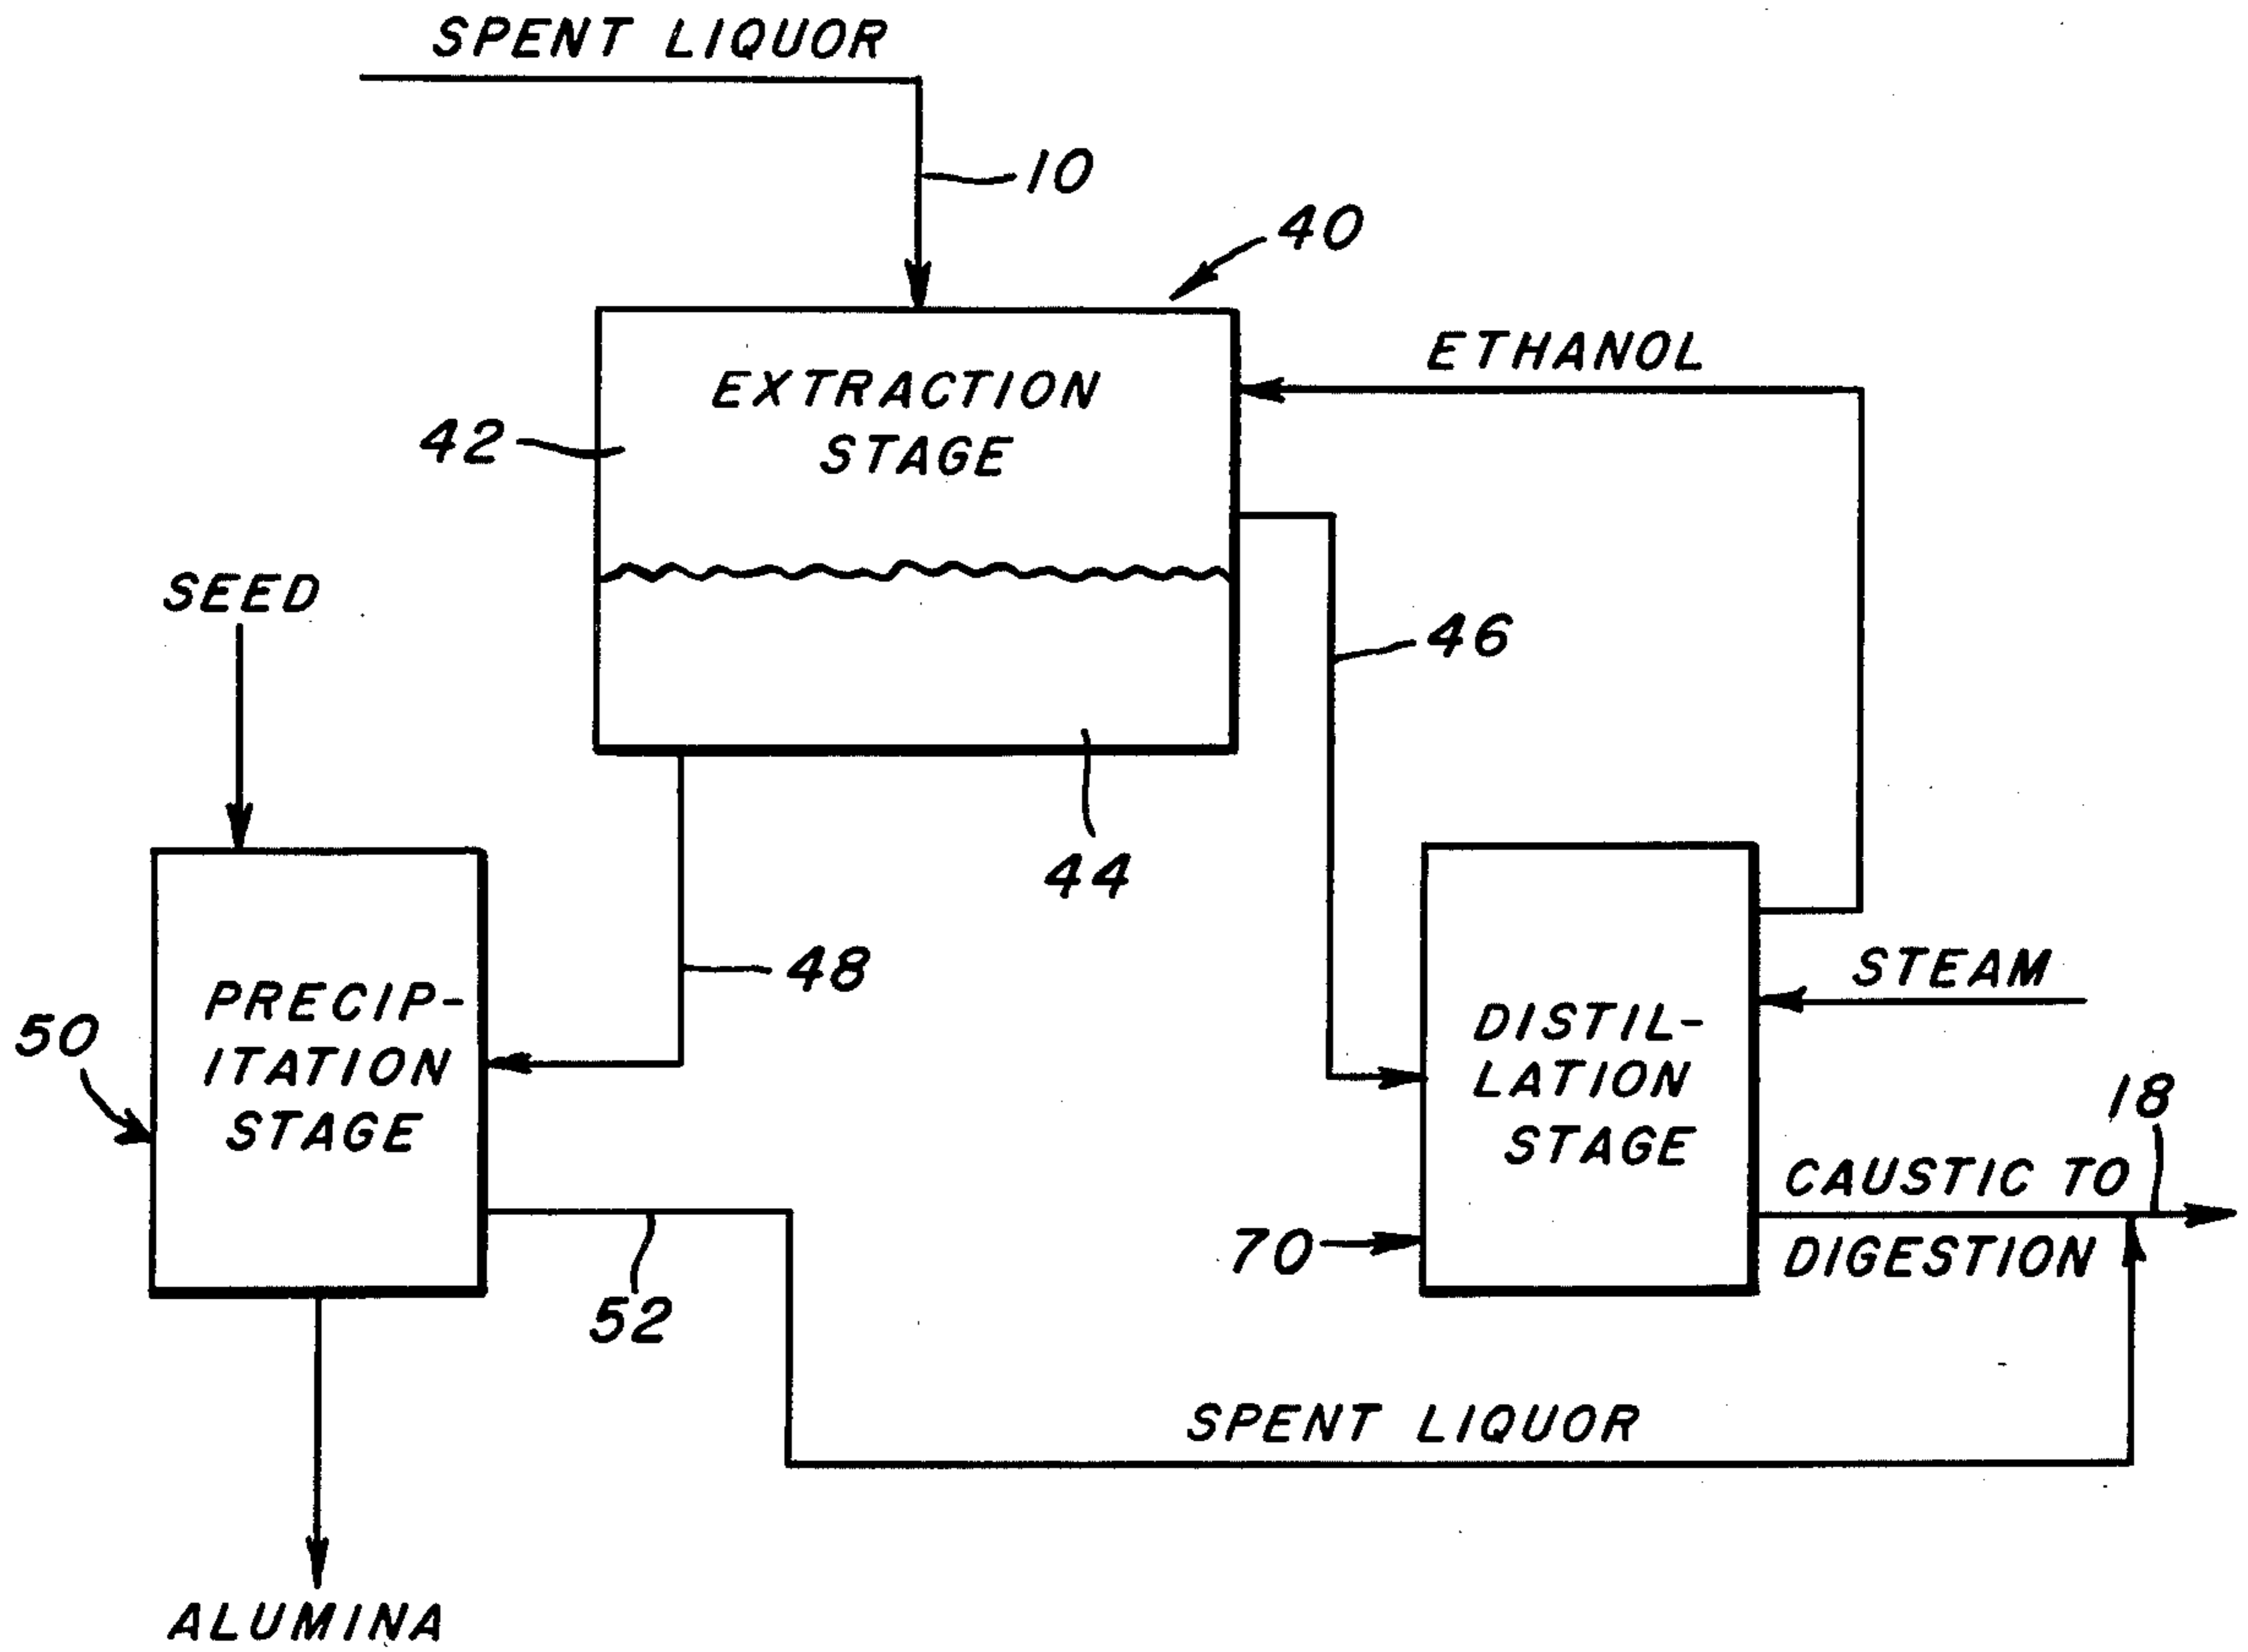 SPENT LIQUOR
10
40
ETHANOL
EXTRACTION
STAGE
42
SEED
46
44
48
STEAM
PRECIP-
ITATION
STAGE
50
DISTIL-
LATION
STAGE
18
CAUSTIC TO
DIGESTION
70
52
SPENT LIQUOR
ALUMINA